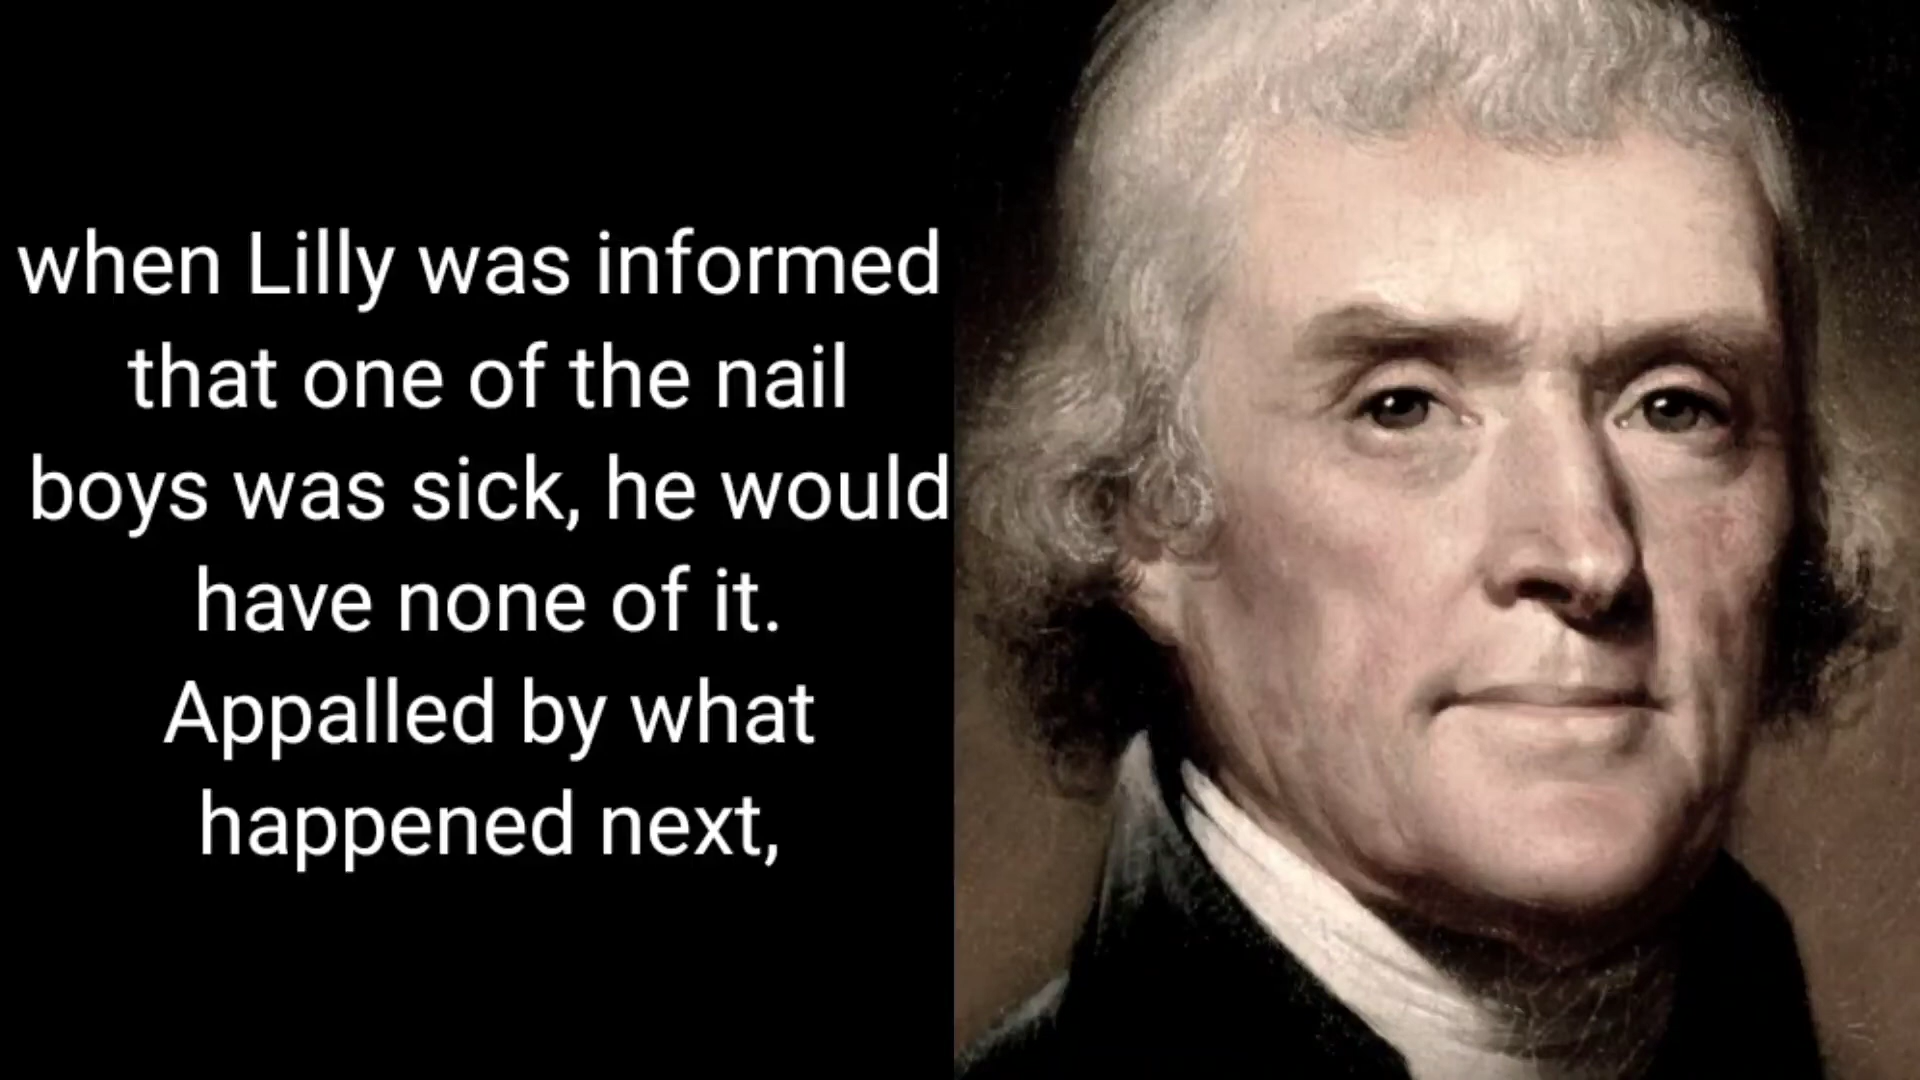 when Lilly was informed
that one of the nail
boys was sick, he would
have none of it.
Appalled by what
happened next,